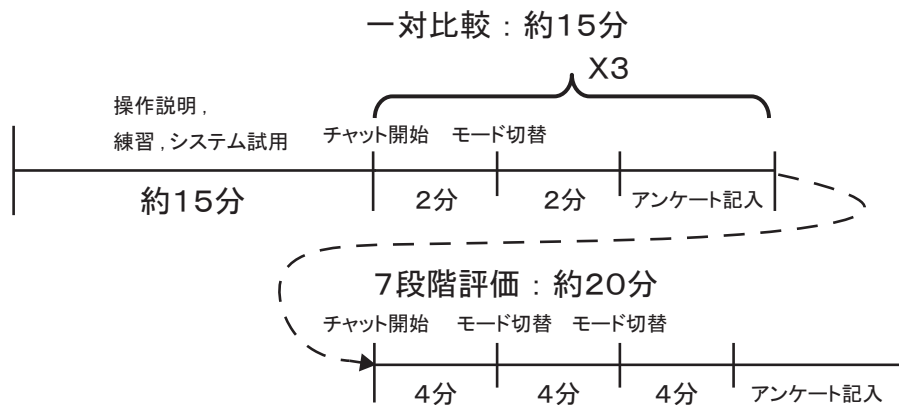 一対比較：約15分
X3
操作説明，
練習，システム試用
チャット開始 モード切替
約15分 2分 2分 アンケート記入
7段階評価：約20分
チャット開始 モード切替 モード切替
4分 4分 4分 アンケート記入